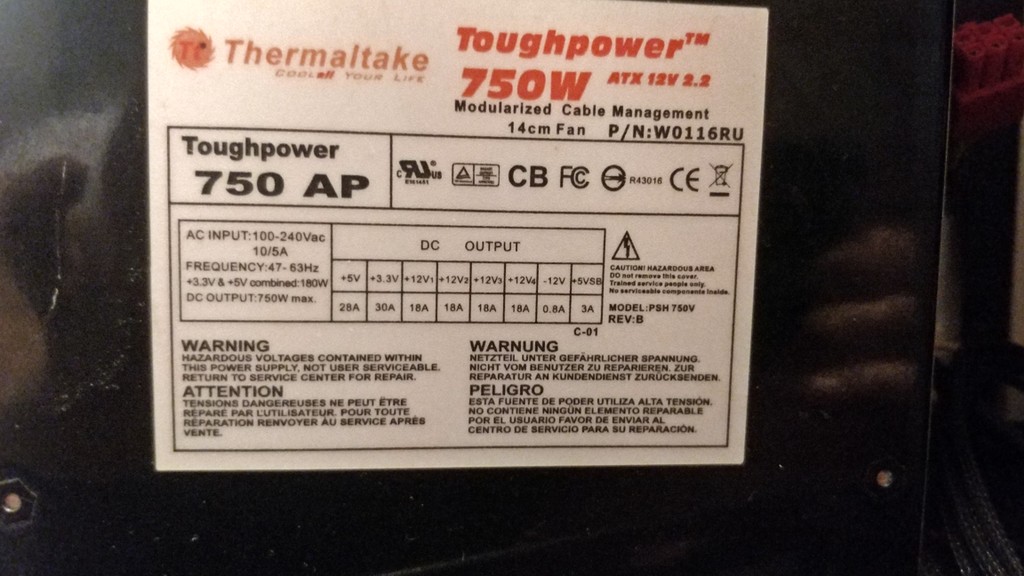 Tt Thermaltake
COOLall YOUR LIFE
Toughpower™
750W ATX 12V 2.2
Modularized Cable Management
14cm Fan P/N:W0116RU
Toughpower
750 AP
C RU® US
CB FC R43016 CE
AC INPUT:100-240Vac
10/5A
FREQUENCY:47- 63Hz
+3.3V & +5V combined:180W
DC OUTPUT:750W max.
DC OUTPUT
+5V +3.3V +12V1 +12V2 +12V3 +12V4 -12V +5VSB
28A 30A 18A 18A 18A 18A 0.8A 3A
C-01
CAUTION! HAZARDOUS AREA
DO not remove this cover.
Trained service people only.
No serviceable components inside.
MODEL:PSH 750V
REV:B
WARNING
HAZARDOUS VOLTAGES CONTAINED WITHIN
THIS POWER SUPPLY, NOT USER SERVICEABLE.
RETURN TO SERVICE CENTER FOR REPAIR.
ATTENTION
TENSIONS DANGEREUSES NE PEUT ÊTRE
RÉPARÉ PAR L'UTILISATEUR. POUR TOUTE
RÉPARATION RENVOYER AU SERVICE APRÉS
VENTE.
WARNUNG
NETZTEIL UNTER GEFÄHRLICHER SPANNUNG.
NICHT VOM BENUTZER ZU REPARIEREN. ZUR
REPARATUR AN KUNDENDIENST ZURÜCKSENDEN.
PELIGRO
ESTA FUENTE DE PODER UTILIZA ALTA TENSIÓN.
NO CONTIENE NINGÚN ELEMENTO REPARABLE
POR EL USUARIO FAVOR DE ENVIAR AL
CENTRO DE SERVICIO PARA SU REPARACIÓN.